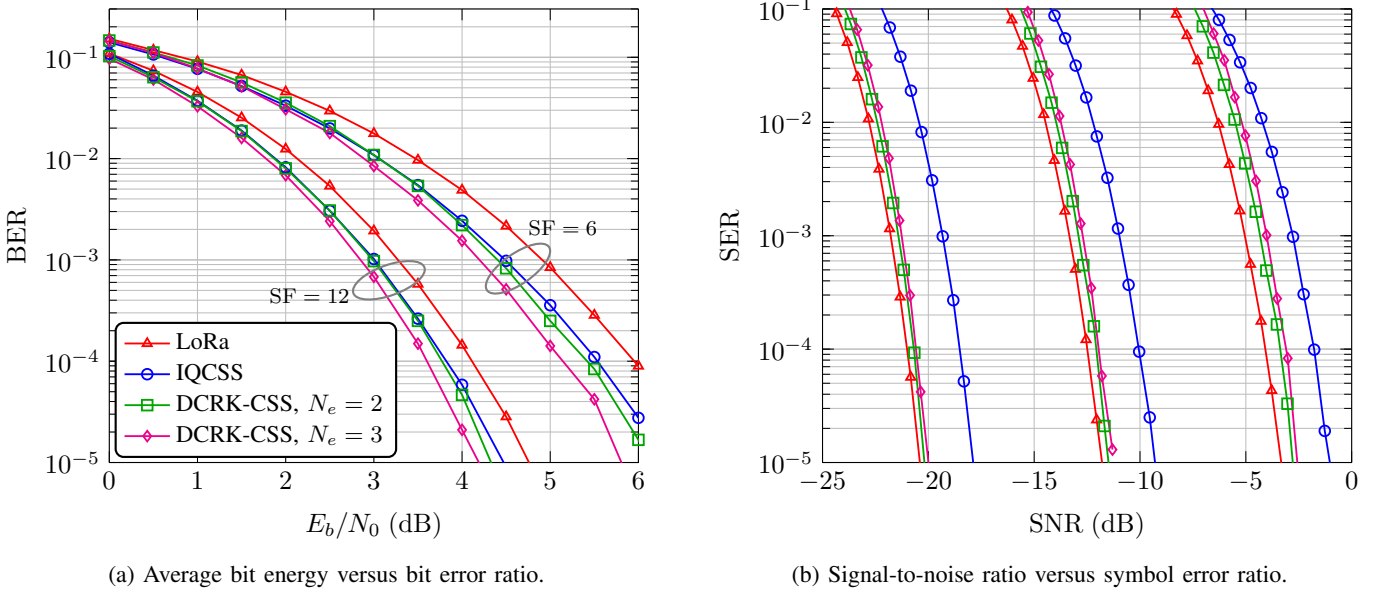 10^{-1}
10^{-2}
10^{-3}
10^{-4}
10^{-5}
BER
0
1
2
3
4
5
6
E_b/N_0 (dB)
SF = 6
SF = 12
LoRa
IQCSS
DCRK-CSS, N_e = 2
DCRK-CSS, N_e = 3
(a) Average bit energy versus bit error ratio.
10^{-1}
10^{-2}
10^{-3}
10^{-4}
10^{-5}
SER
−25
−20
−15
−10
−5
0
SNR (dB)
(b) Signal-to-noise ratio versus symbol error ratio.